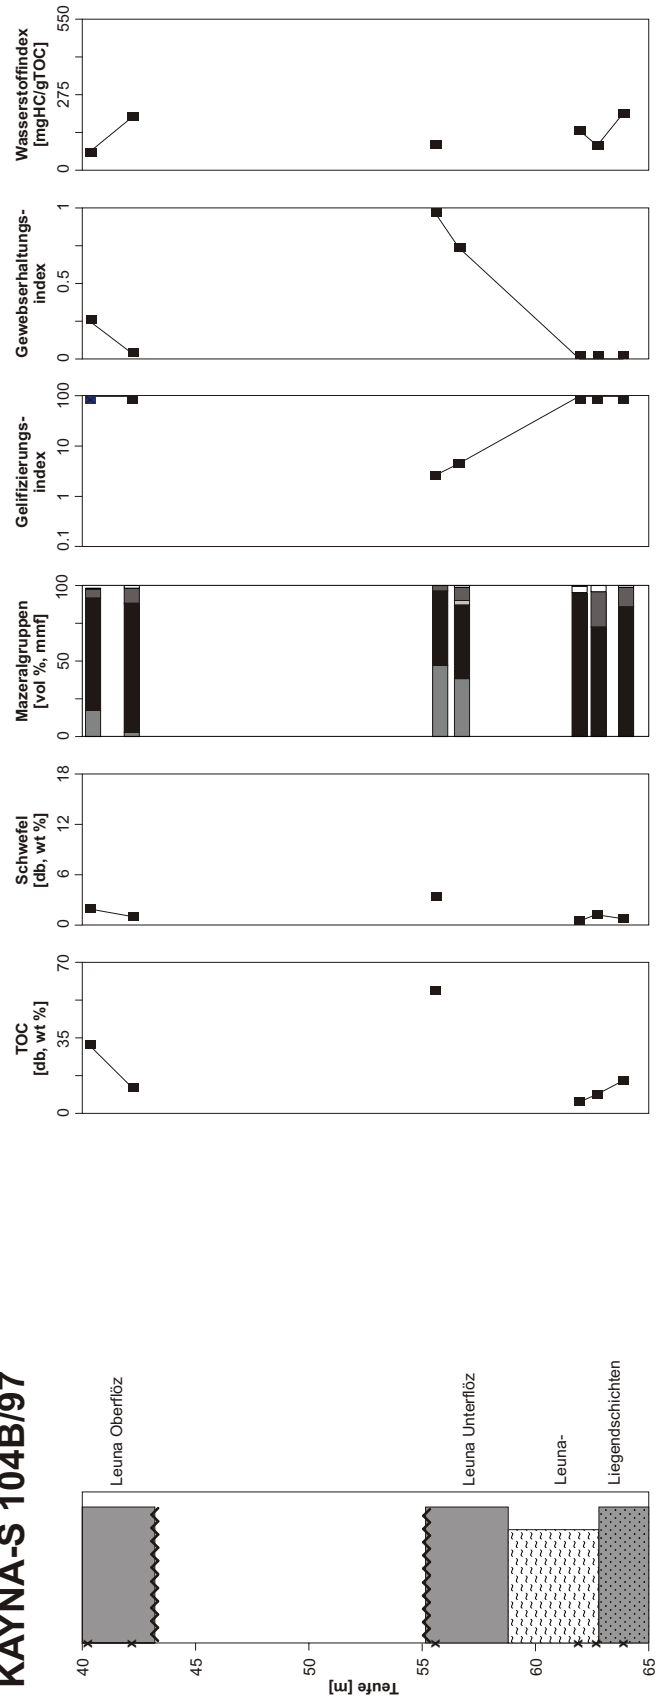 KAYNA-S 104B/97
Teufe [m]
40
45
50
55
60
65
Leuna Oberflöz
Leuna Unterflöz
Leuna-
Liegendschichten
TOC
[db, wt %]
0
35
70
Schwefel
[db, wt %]
0
6
12
18
Mazeralgruppen
[vol %, mmf]
0
50
100
Gelifizierungs-
index
0.1
1
10
100
Gewebserhaltungs-
index
0
0.5
1
Wasserstoffindex
[mgHC/gTOC]
0
275
550